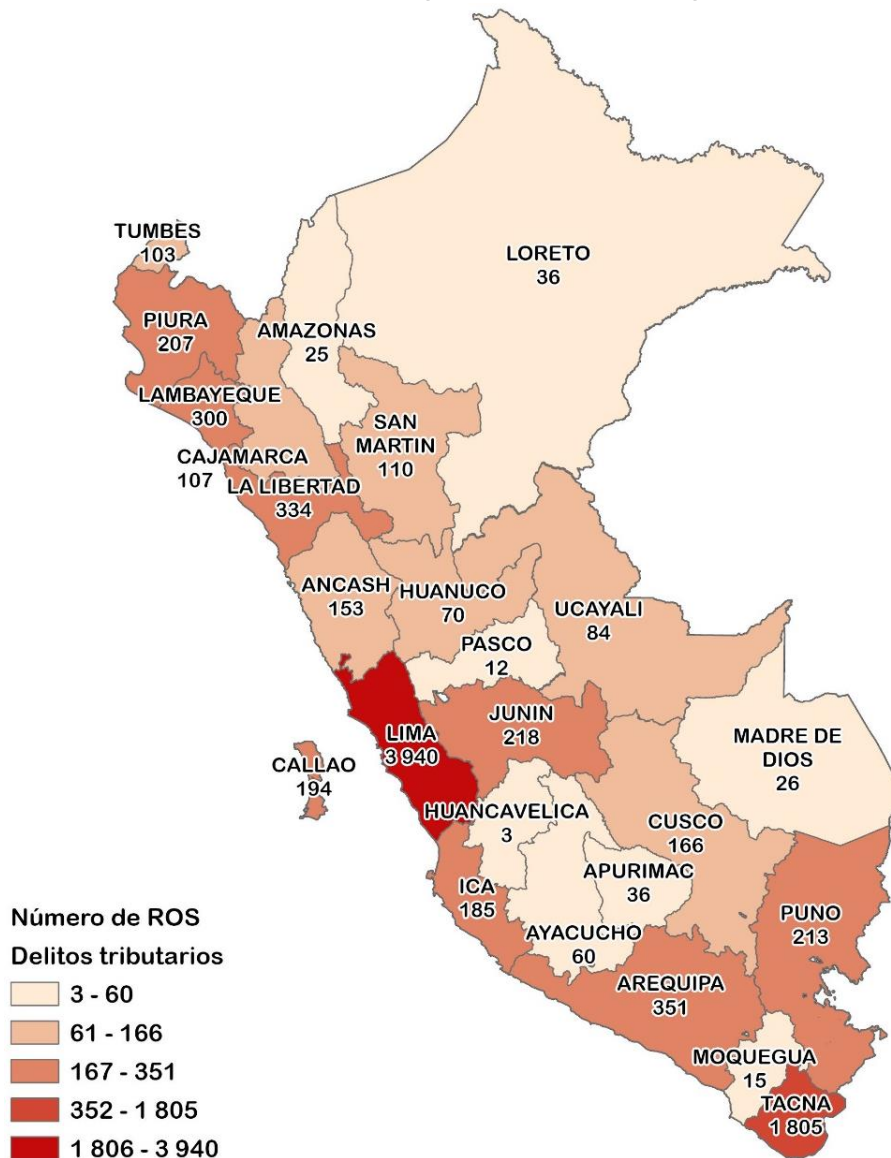 TUMBES
103
LORETO
36
PIURA
207
AMAZONAS
25
LAMBAYEQUE
300
SAN
MARTIN
110
CAJAMARCA
107
LA LIBERTAD
334
ANCASH
153
HUANUCO
70
UCAYALI
84
PASCO
12
LIMA
3 940
JUNIN
218
MADRE DE
DIOS
26
CALLAO
194
HUANCAVELICA
3
CUSCO
166
APURIMAC
36
ICA
185
AYACUCHO
60
PUNO
213
AREQUIPA
351
MOQUEGUA
15
TACNA
1 805
Número de ROS
Delitos tributarios
3 - 60
61 - 166
167 - 351
352 - 1 805
1 806 - 3 940